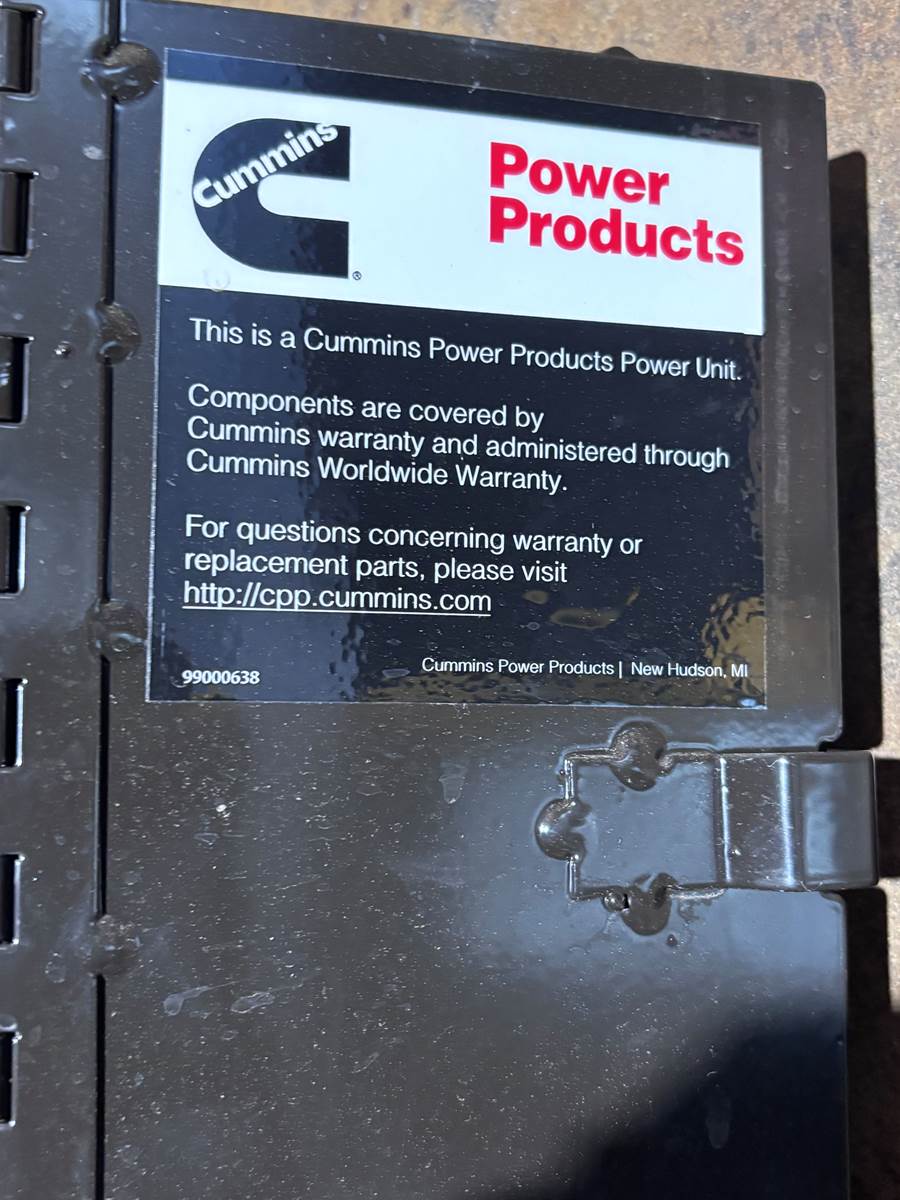 Cummins
®
Power
Products
This is a Cummins Power Products Power Unit.
Components are covered by
Cummins warranty and administered through
Cummins Worldwide Warranty.
For questions concerning warranty or
replacement parts, please visit
http://cpp.cummins.com
99000638
Cummins Power Products | New Hudson, MI